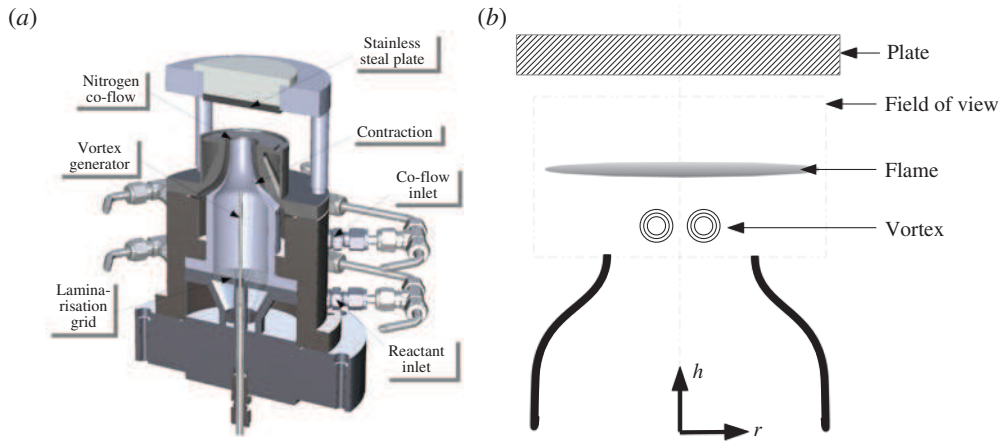 (a)
Stainless
steal plate
Nitrogen
co-flow
Contraction
Vortex
generator
Co-flow
inlet
Lamina-
risation
grid
Reactant
inlet
(b)
Plate
Field of view
Flame
Vortex
h
r